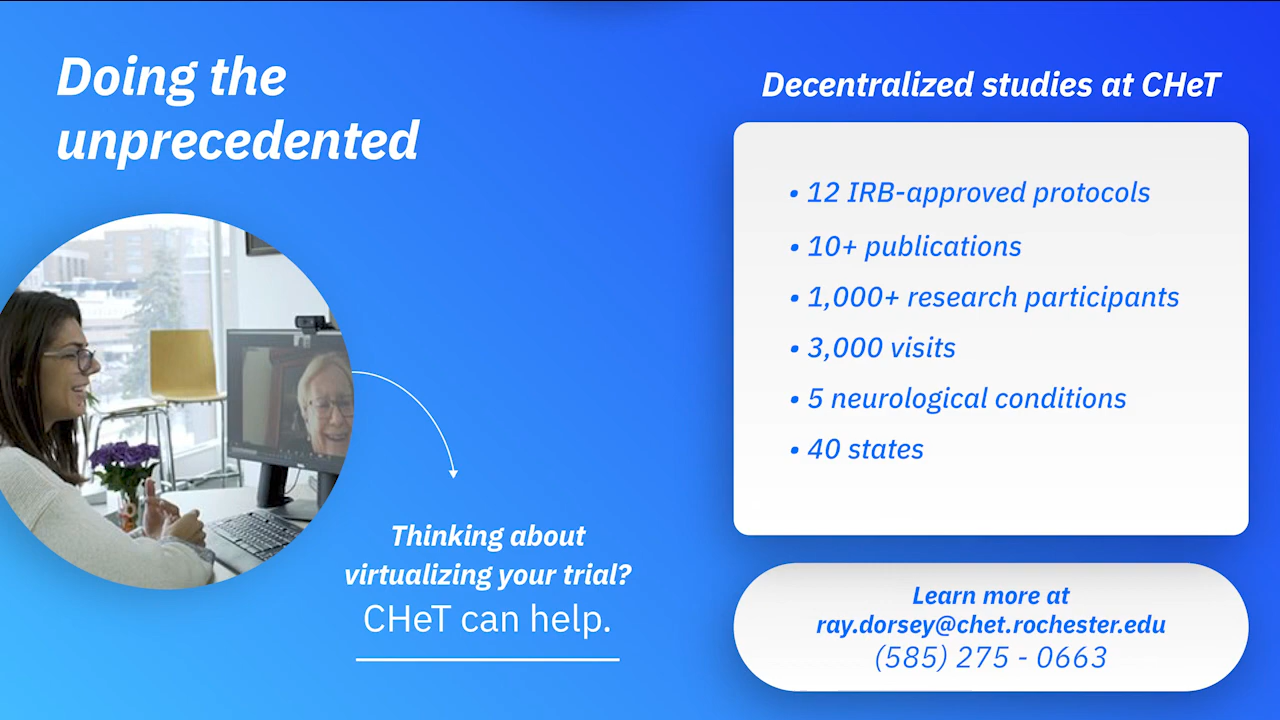 Doing the
unprecedented
Thinking about
virtualizing your trial?
CHeT can help.
Decentralized studies at CHeT
• 12 IRB-approved protocols
• 10+ publications
• 1,000+ research participants
• 3,000 visits
• 5 neurological conditions
• 40 states
Learn more at
ray.dorsey@chet.rochester.edu
(585) 275 - 0663